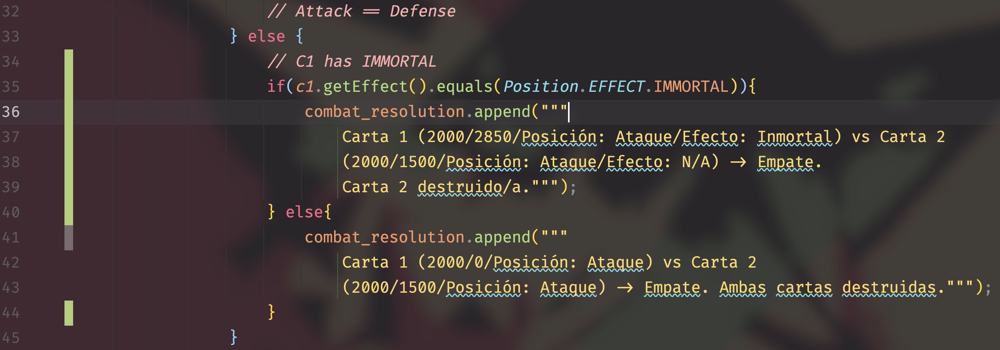 32 // Attack == Defense
33 } else {
34 // C1 has IMMORTAL
35 if(c1.getEffect().equals(Position.EFFECT.IMMORTAL)){
36 combat_resolution.append("""
37 Carta 1 (2000/2850/Posición: Ataque/Efecto: Inmortal) vs Carta 2
38 (2000/1500/Posición: Ataque/Efecto: N/A) → Empate.
39 Carta 2 destruido/a.""");
40 } else{
41 combat_resolution.append("""
42 Carta 1 (2000/0/Posición: Ataque) vs Carta 2
43 (2000/1500/Posición: Ataque) → Empate. Ambas cartas destruidas.""");
44 }
45 }